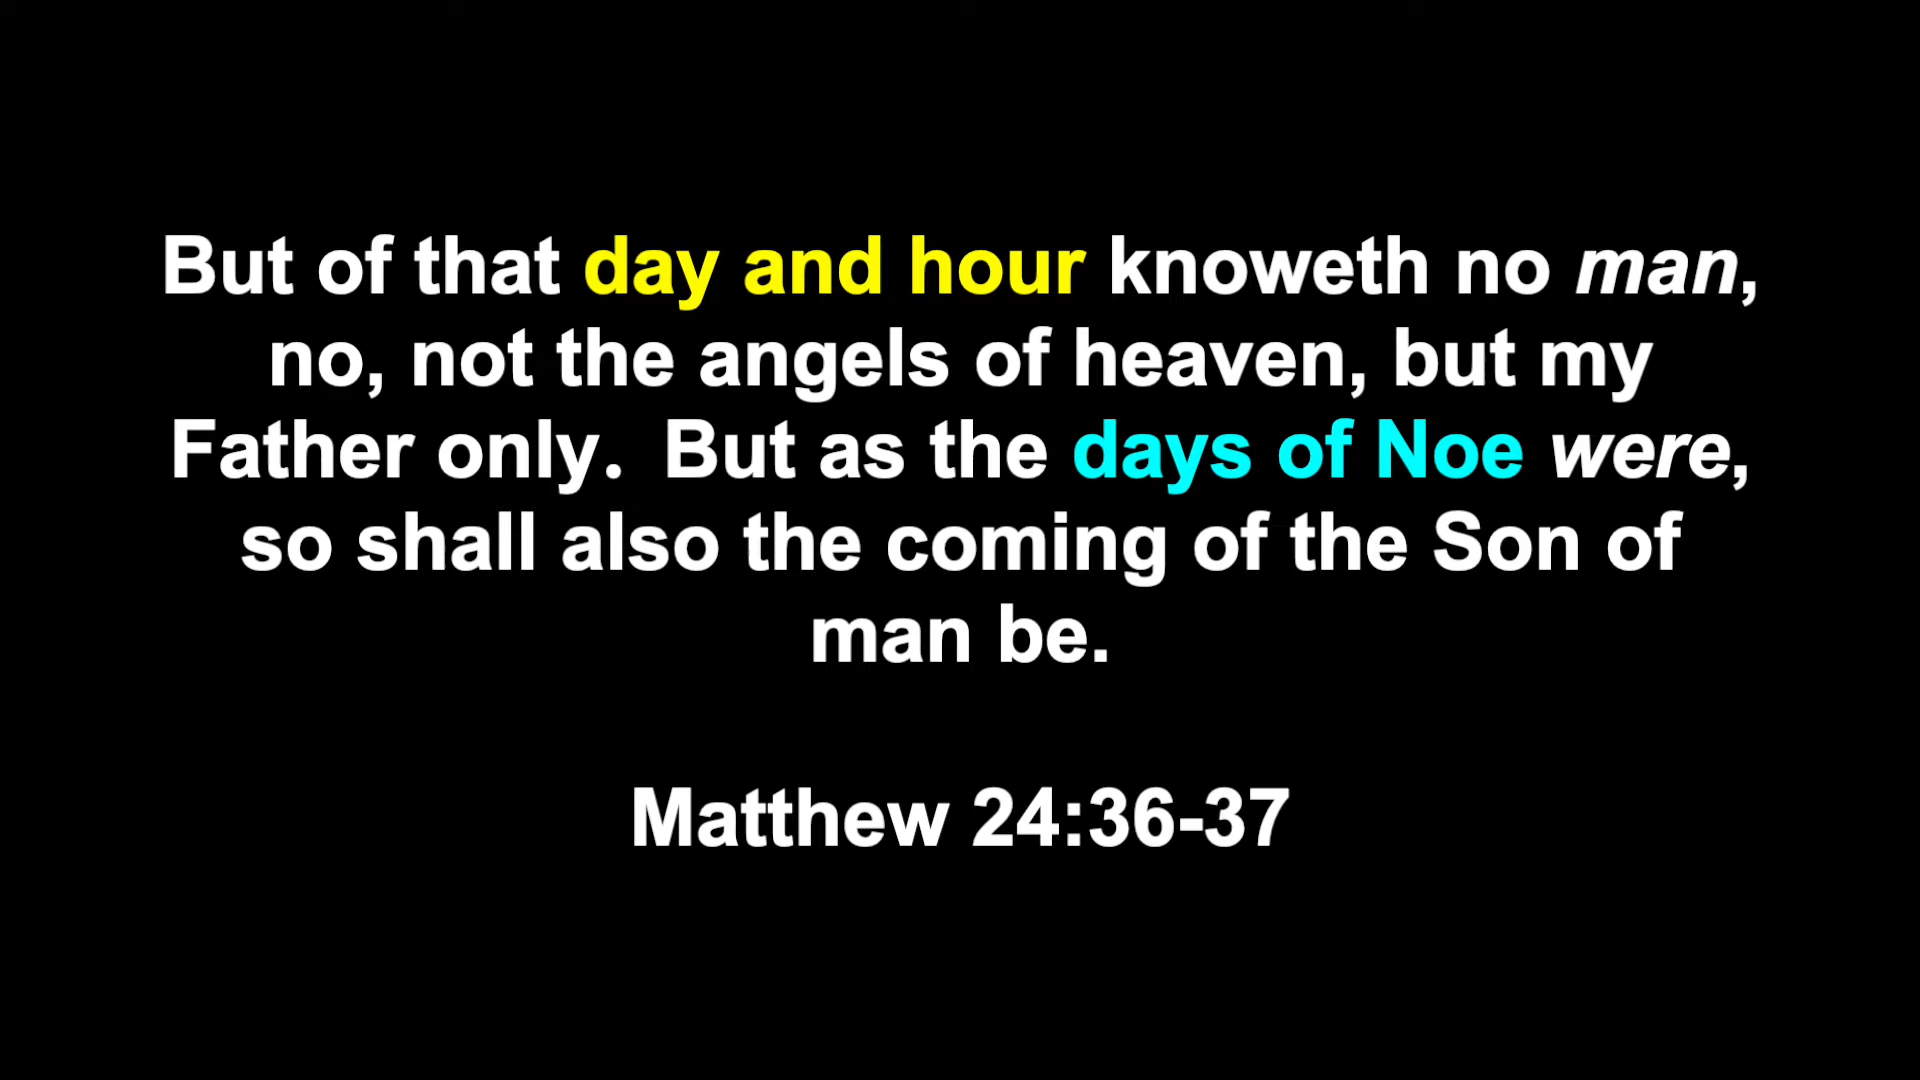 But of that day and hour knoweth no man,
no, not the angels of heaven, but my
Father only.  But as the days of Noe were,
so shall also the coming of the Son of
man be.
Matthew 24:36-37